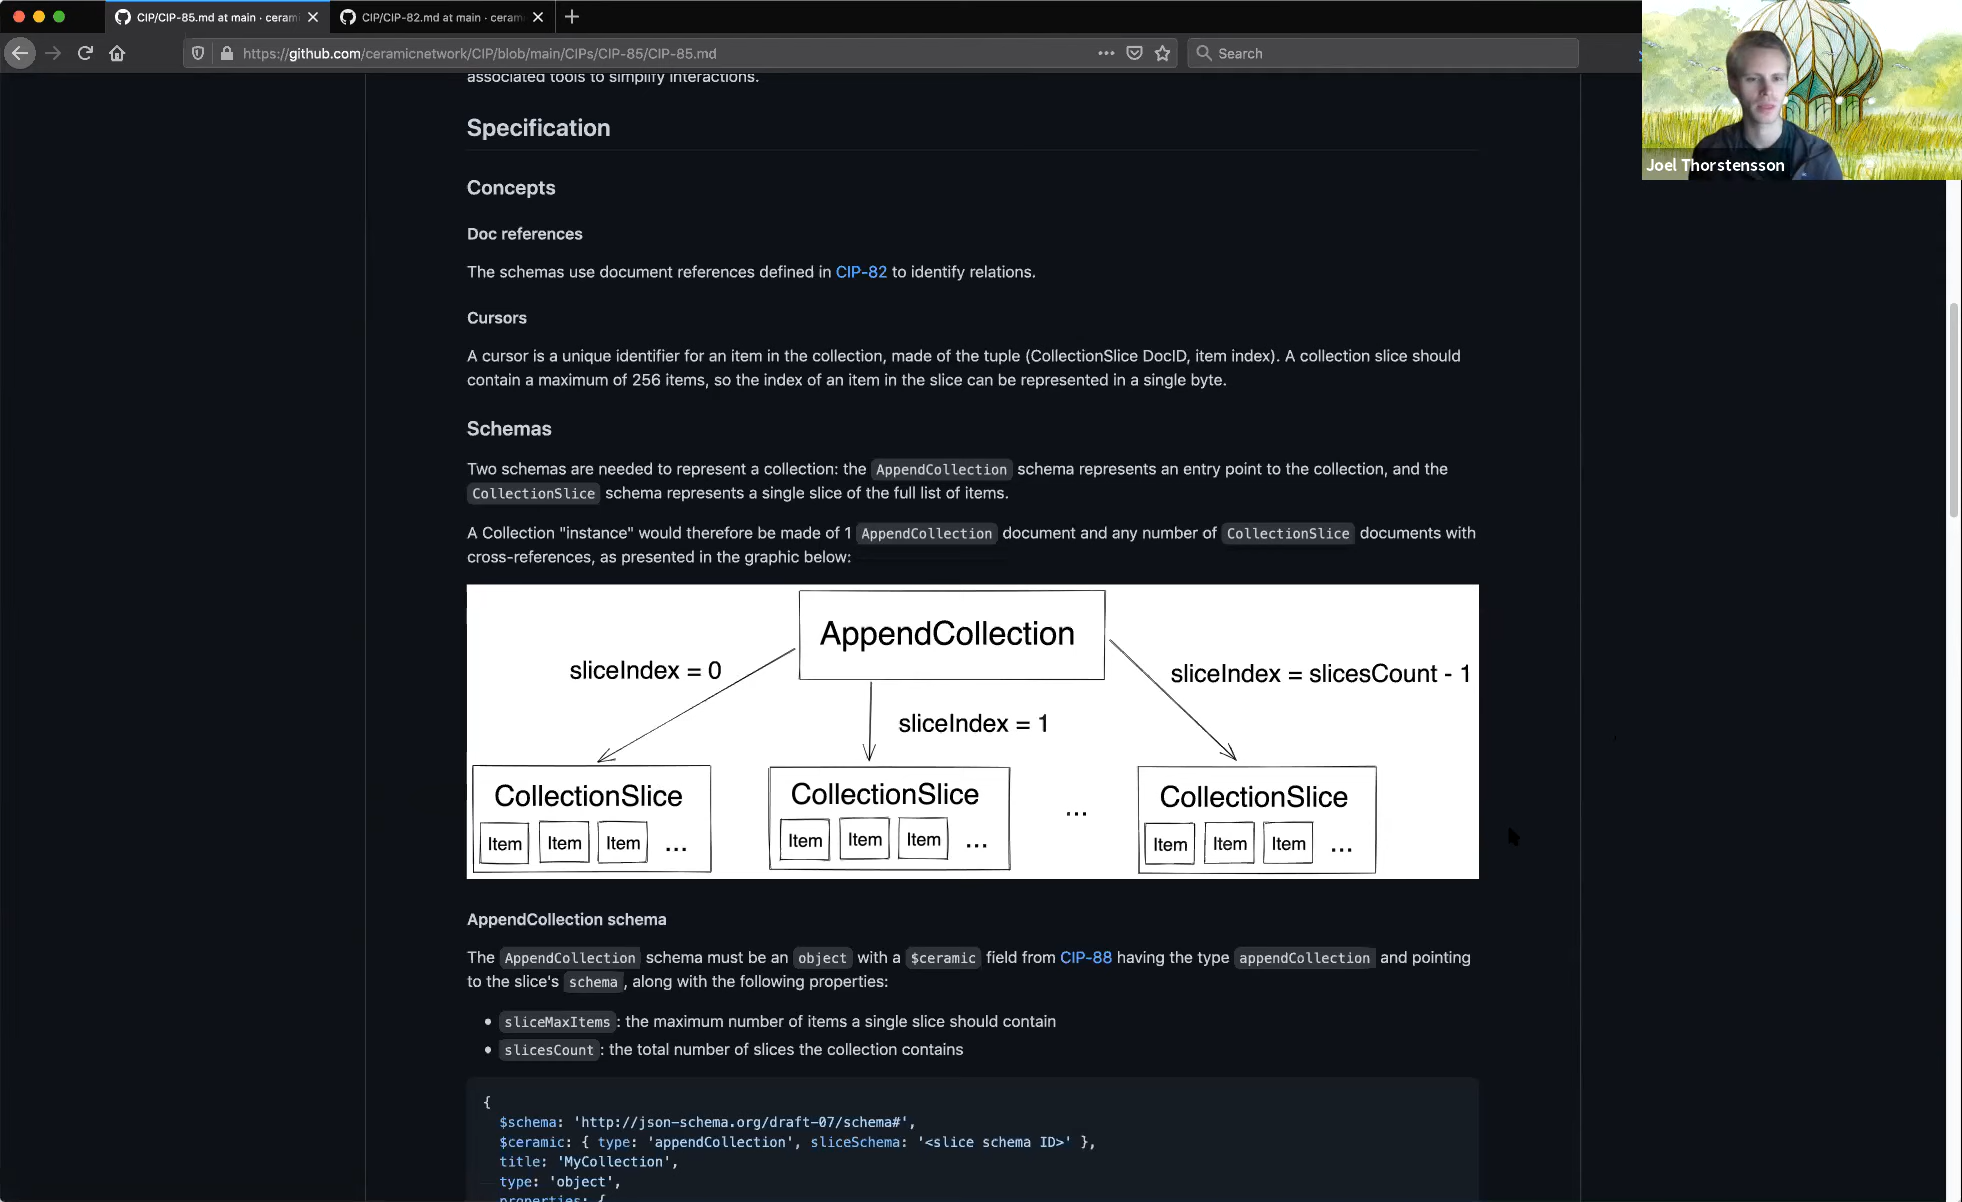 CIP/CIP-85.md at main · ceram
CIP/CIP-82.md at main · ceram
https://github.com/ceramicnetwork/CIP/blob/main/CIPs/CIP-85/CIP-85.md
Search
Joel Thorstensson
associated tools to simplify interactions.
Specification
Concepts
Doc references
The schemas use document references defined in CIP-82 to identify relations.
Cursors
A cursor is a unique identifier for an item in the collection, made of the tuple (CollectionSlice DocID, item index). A collection slice should
contain a maximum of 256 items, so the index of an item in the slice can be represented in a single byte.
Schemas
Two schemas are needed to represent a collection: the AppendCollection schema represents an entry point to the collection, and the
CollectionSlice schema represents a single slice of the full list of items.
A Collection "instance" would therefore be made of 1 AppendCollection document and any number of CollectionSlice documents with
cross-references, as presented in the graphic below:
AppendCollection
sliceIndex = 0
sliceIndex = slicesCount - 1
sliceIndex = 1
CollectionSlice
Item Item Item ...
CollectionSlice
Item Item Item ...
...
CollectionSlice
Item Item Item ...
AppendCollection schema
The AppendCollection schema must be an object with a $ceramic field from CIP-88 having the type appendCollection and pointing
to the slice's schema , along with the following properties:
• sliceMaxItems : the maximum number of items a single slice should contain
• slicesCount : the total number of slices the collection contains
{
$schema: 'http://json-schema.org/draft-07/schema#',
$ceramic: { type: 'appendCollection', sliceSchema: '<slice schema ID>' },
title: 'MyCollection',
type: 'object',
properties: {